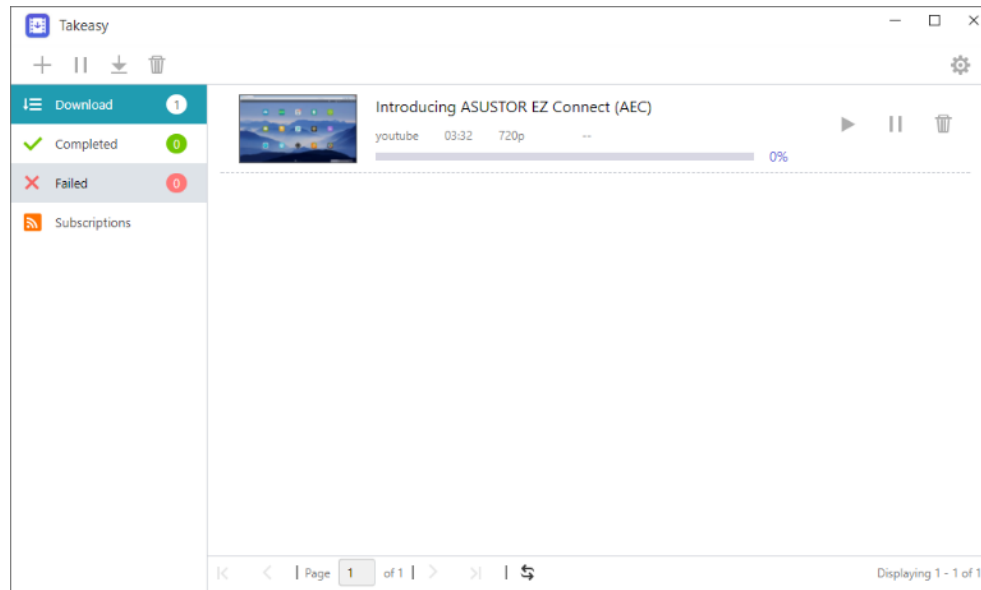 Takeasy
Download 1
Completed 0
Failed 0
Subscriptions
Introducing ASUSTOR EZ Connect (AEC)
youtube 03:32 720p --
0%
Page 1 of 1
Displaying 1 - 1 of 1